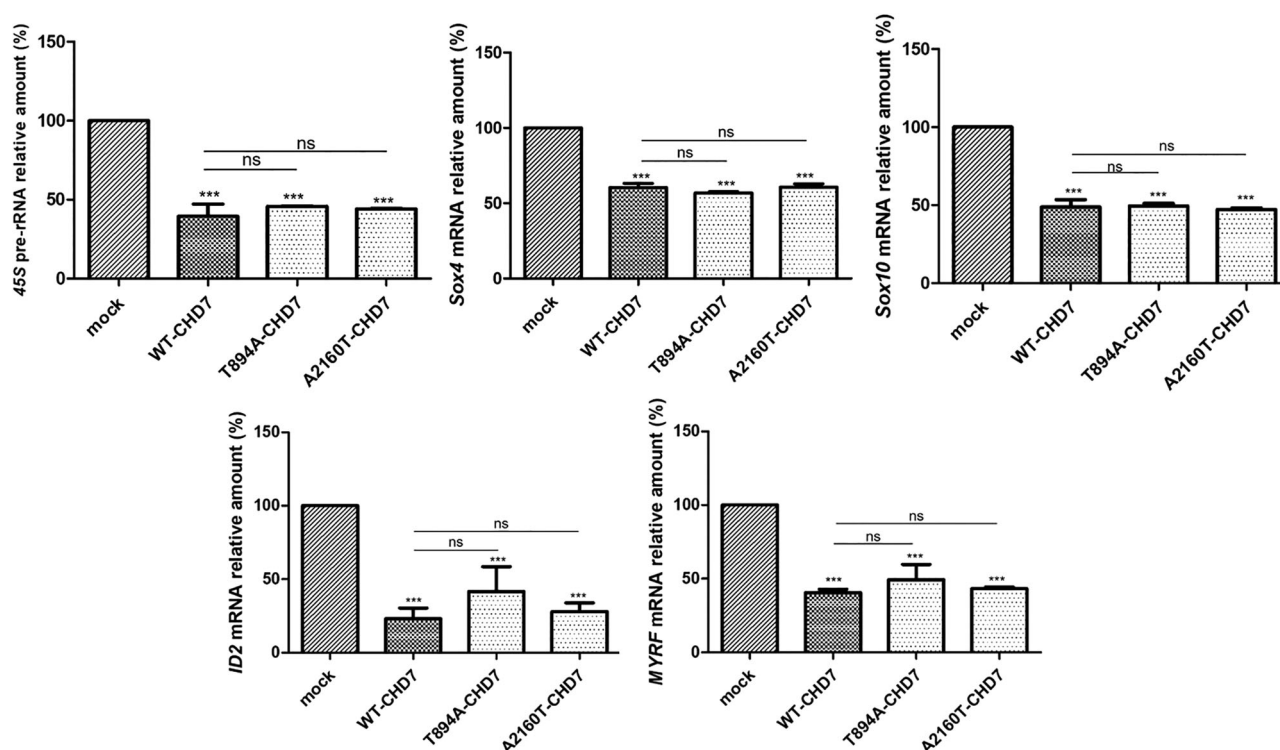 45S pre-rRNA relative amount (%)
150
100
50
0
ns
ns
***
***
***
mock
WT-CHD7
T894A-CHD7
A2160T-CHD7
Sox4 mRNA relative amount (%)
150
100
50
0
ns
ns
***
***
***
mock
WT-CHD7
T894A-CHD7
A2160T-CHD7
Sox10 mRNA relative amount (%)
150
100
50
0
ns
ns
***
***
***
mock
WT-CHD7
T894A-CHD7
A2160T-CHD7
ID2 mRNA relative amount (%)
150
100
50
0
ns
ns
***
***
***
mock
WT-CHD7
T894A-CHD7
A2160T-CHD7
MYRF mRNA relative amount (%)
150
100
50
0
ns
ns
***
***
***
mock
WT-CHD7
T894A-CHD7
A2160T-CHD7